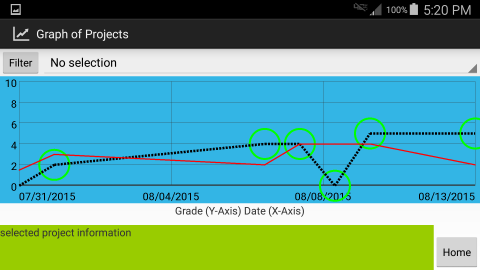 100% 5:20 PM
Graph of Projects
Filter No selection
10
8
6
4
2
0
07/31/2015 08/04/2015 08/08/2015 08/13/2015
Grade (Y-Axis) Date (X-Axis)
selected project information
Home